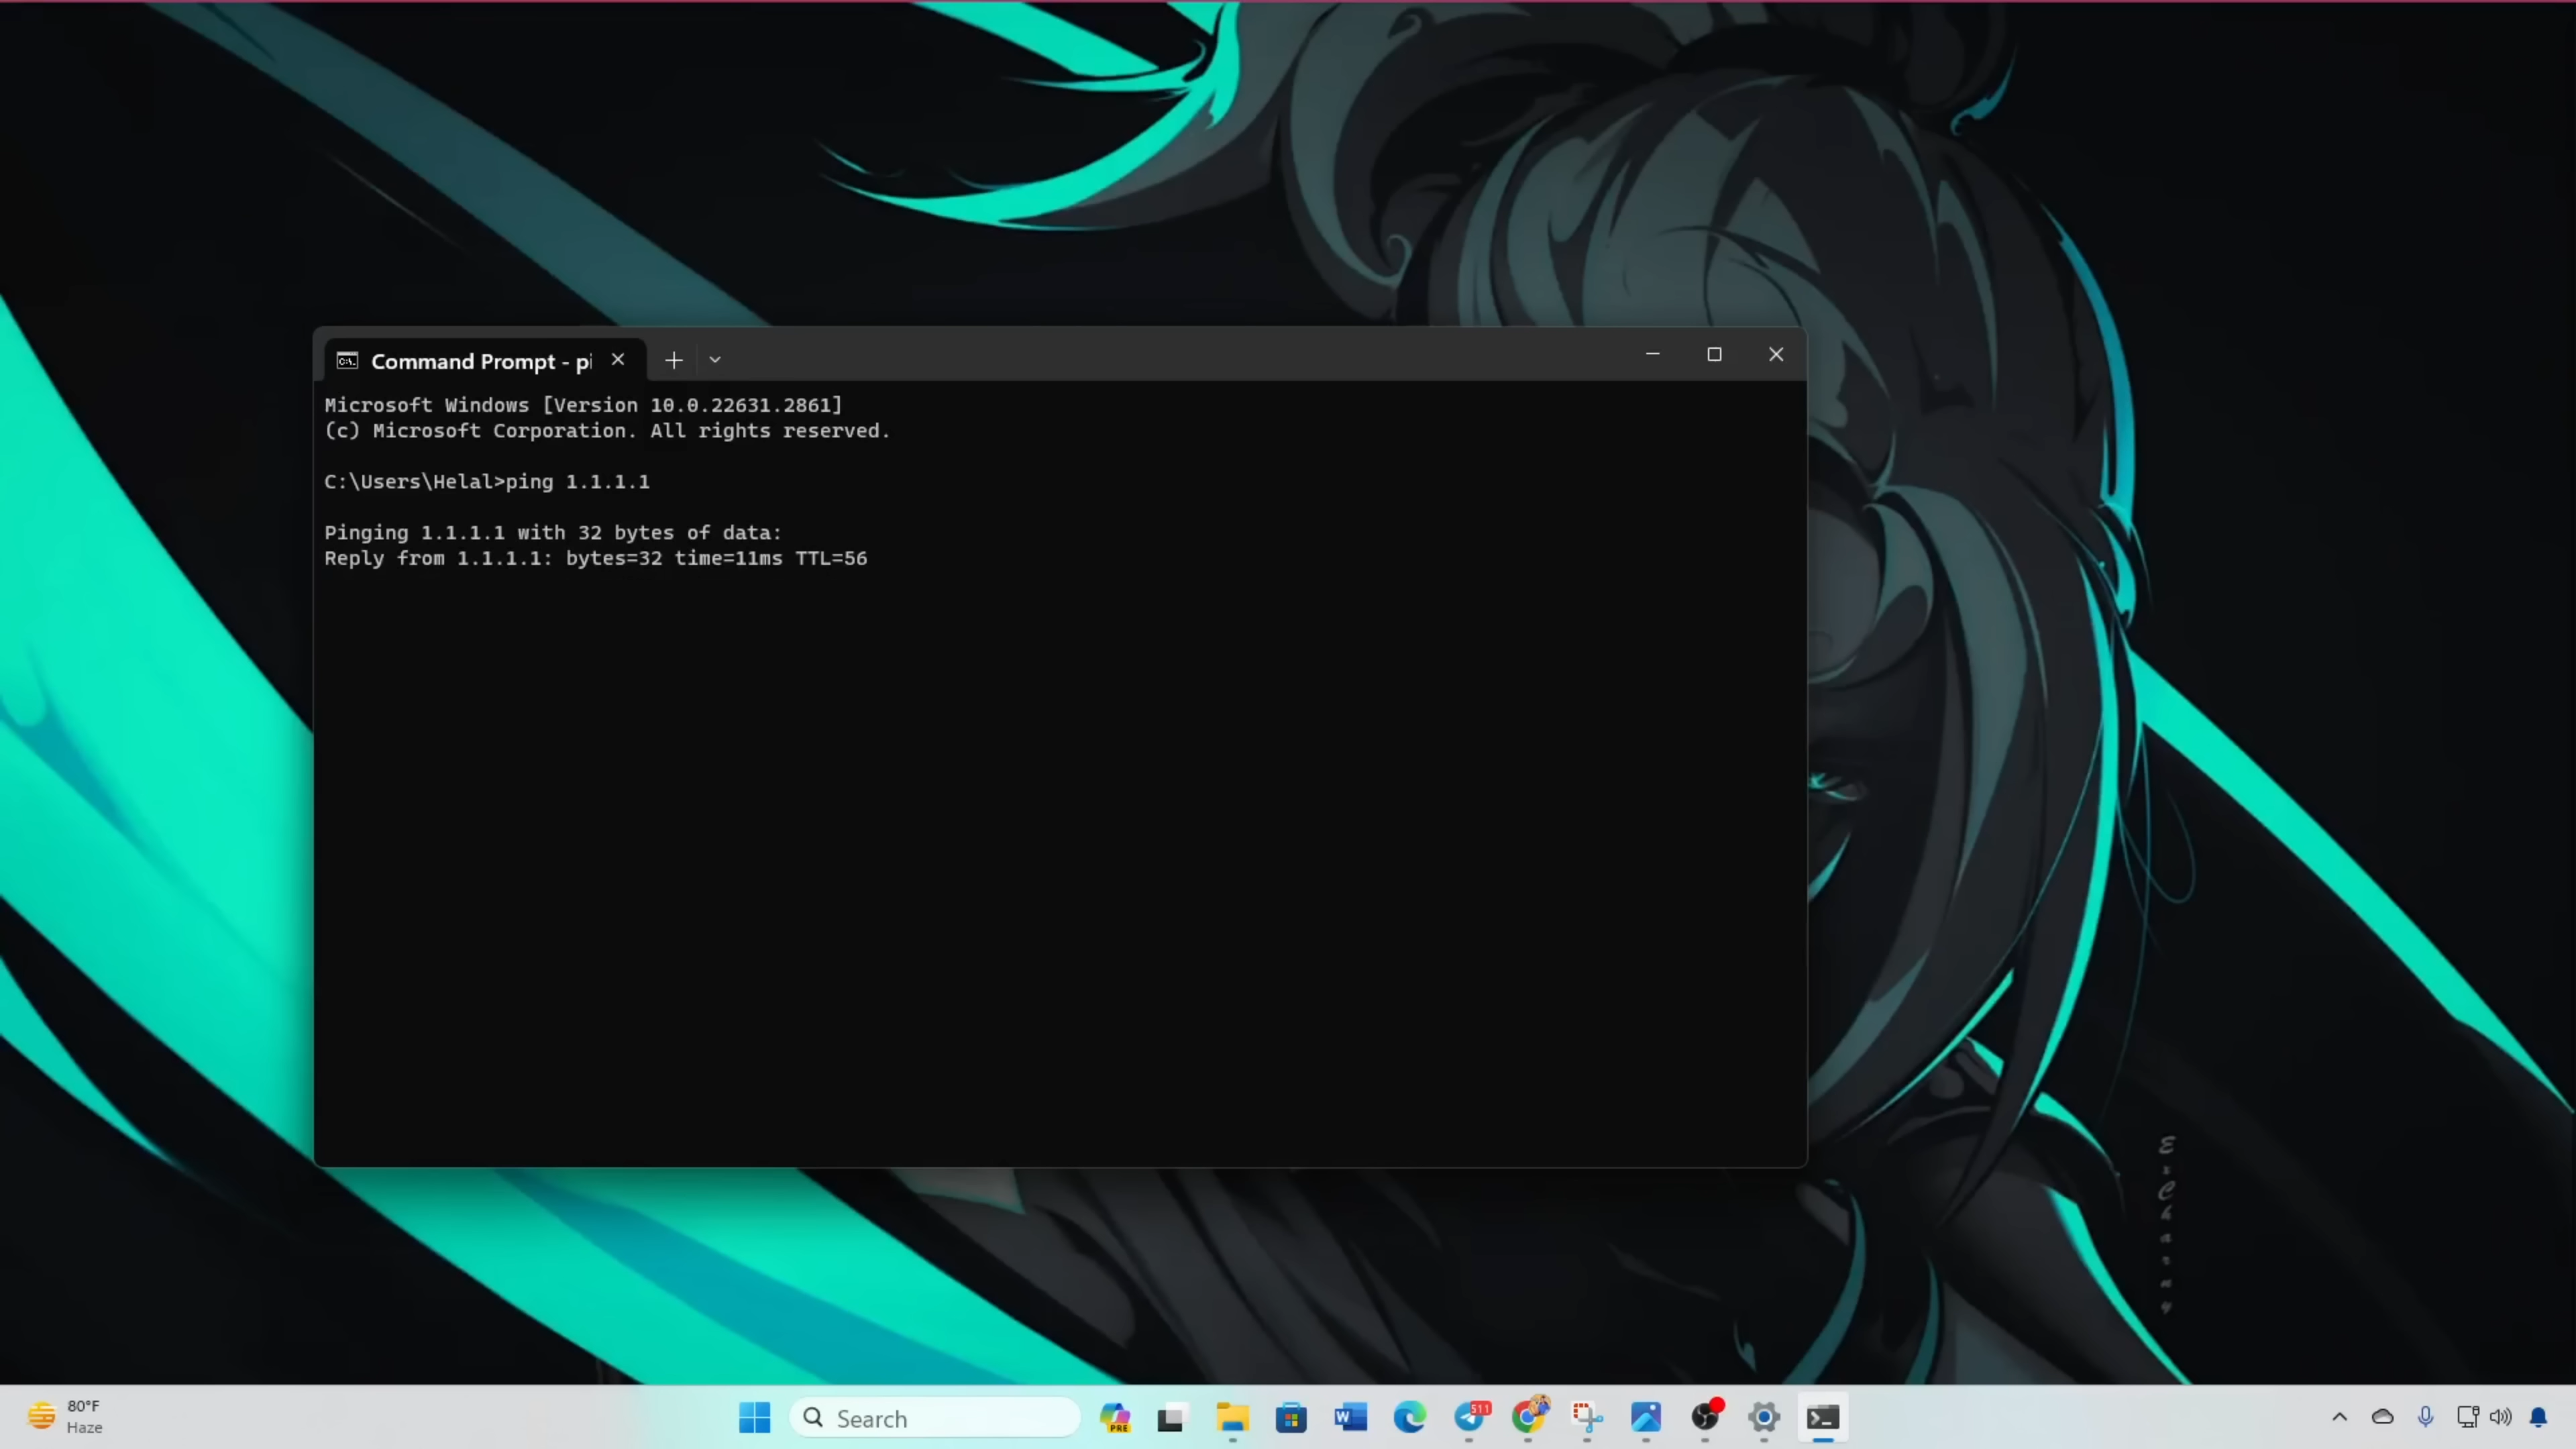 Command Prompt - pi
Microsoft Windows [Version 10.0.22631.2861]
(c) Microsoft Corporation. All rights reserved.
C:\Users\Helal>ping 1.1.1.1
Pinging 1.1.1.1 with 32 bytes of data:
Reply from 1.1.1.1: bytes=32 time=11ms TTL=56
80°F
Haze
Search
PRE
511